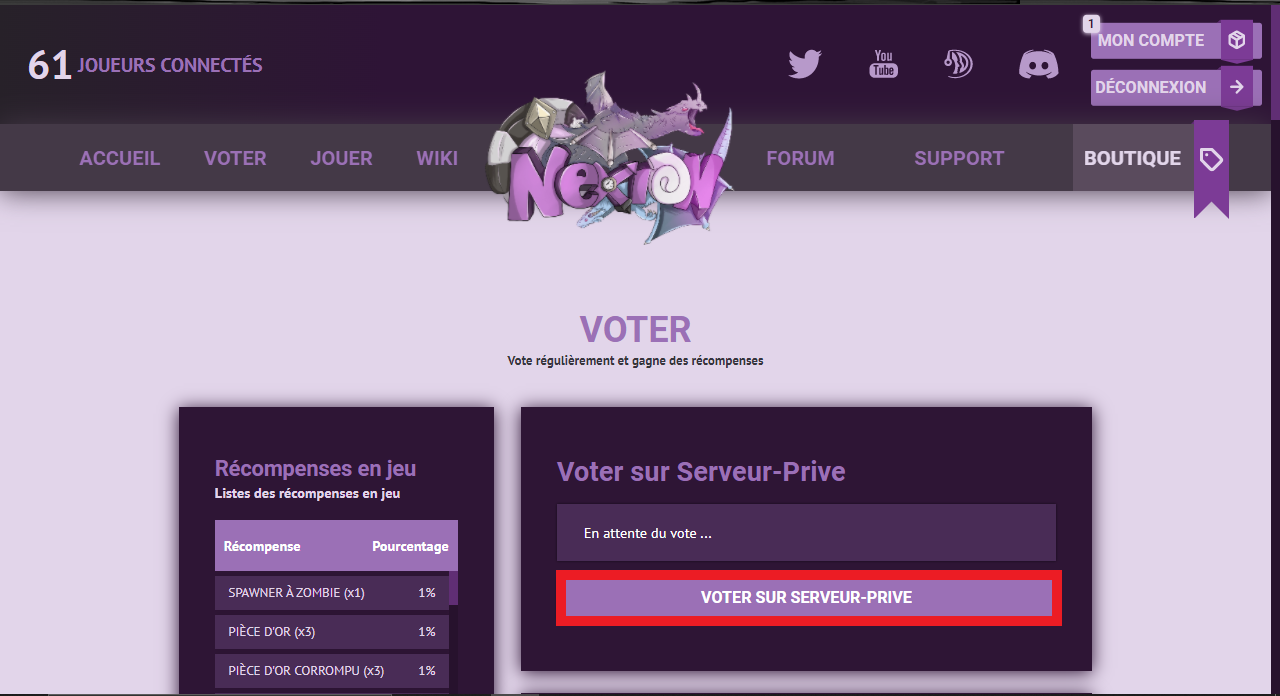 61 JOUEURS CONNECTÉS
You
Tube
1
MON COMPTE
DÉCONNEXION
ACCUEIL VOTER JOUER WIKI NEXION FORUM SUPPORT BOUTIQUE
VOTER
Vote régulièrement et gagne des récompenses
Récompenses en jeu
Listes des récompenses en jeu
Récompense Pourcentage
SPAWNER À ZOMBIE (x1) 1%
PIÈCE D'OR (x3) 1%
PIÈCE D'OR CORROMPU (x3) 1%
Voter sur Serveur-Prive
En attente du vote ...
VOTER SUR SERVEUR-PRIVE